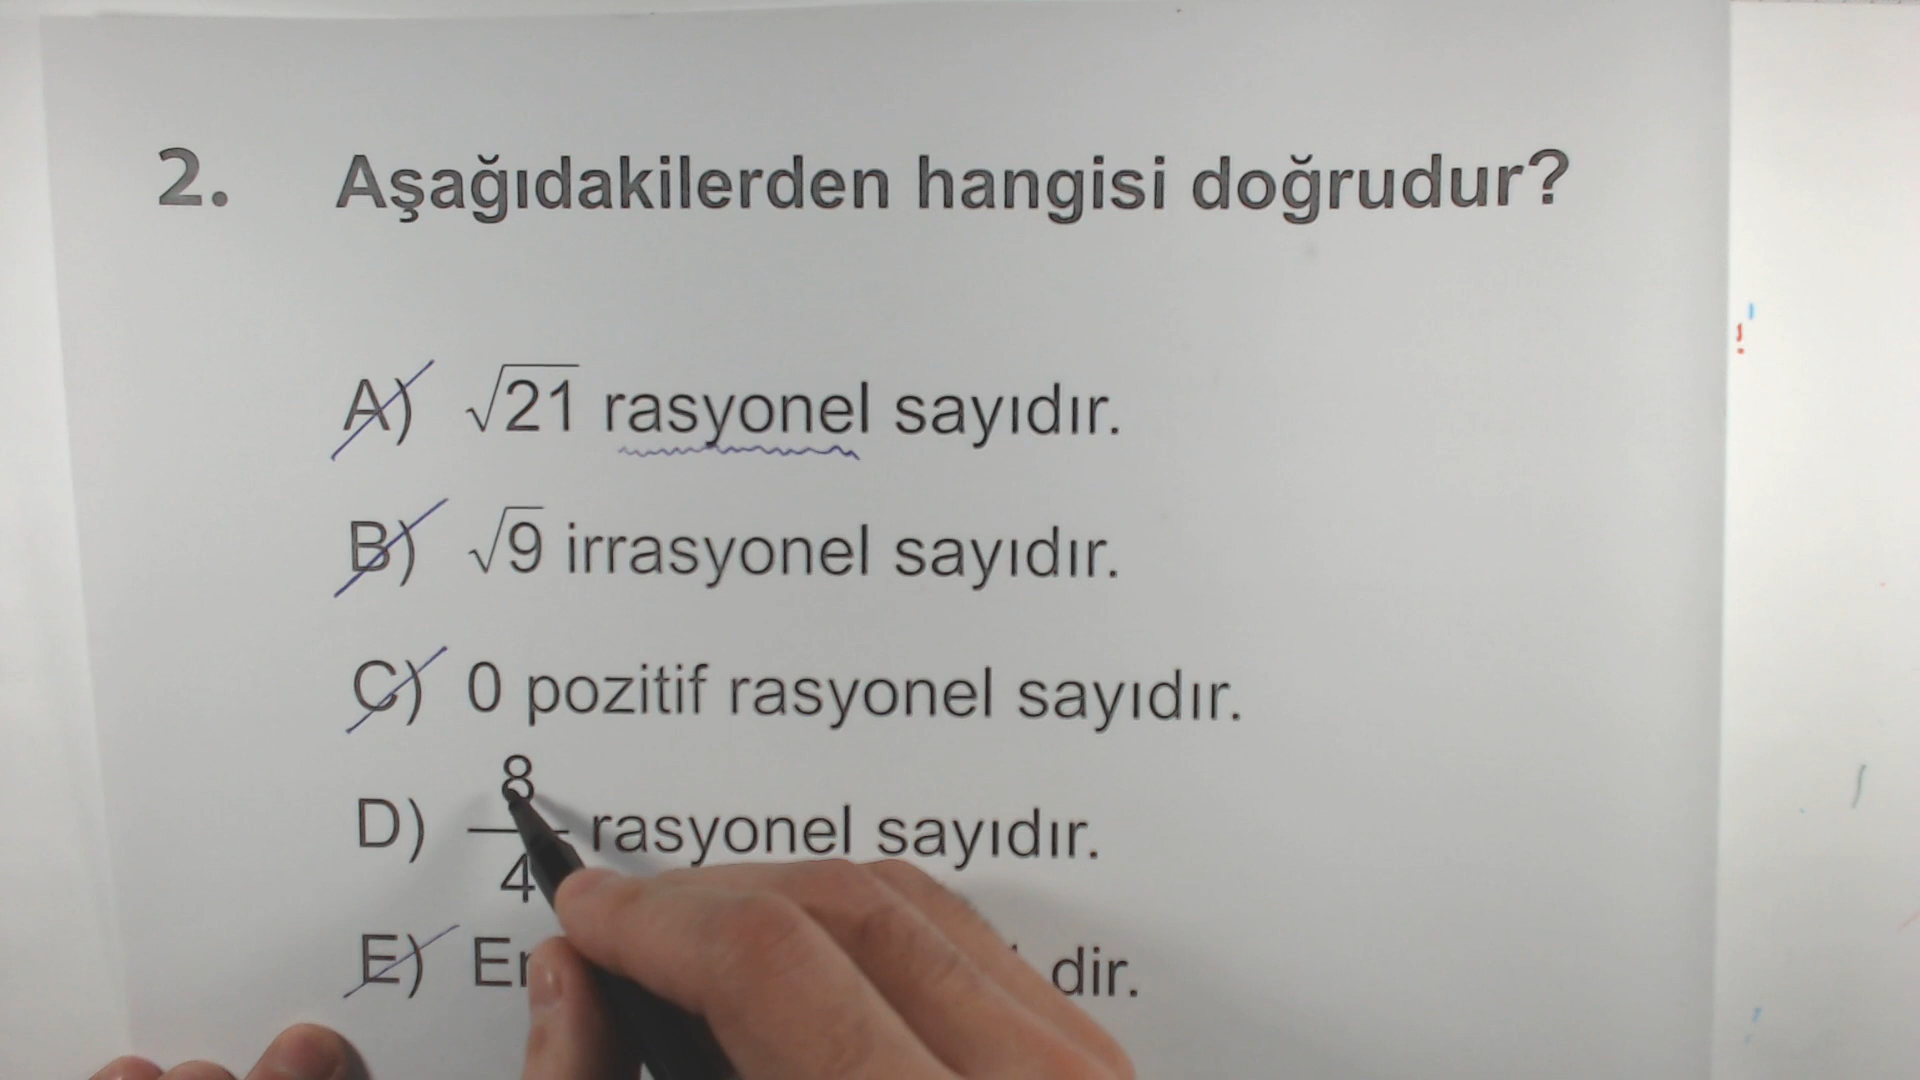 2. Aşağıdakilerden hangisi doğrudur?
A) √21 rasyonel sayıdır.
B) √9 irrasyonel sayıdır.
C) 0 pozitif rasyonel sayıdır.
D) 8/4 rasyonel sayıdır.
E) dir.